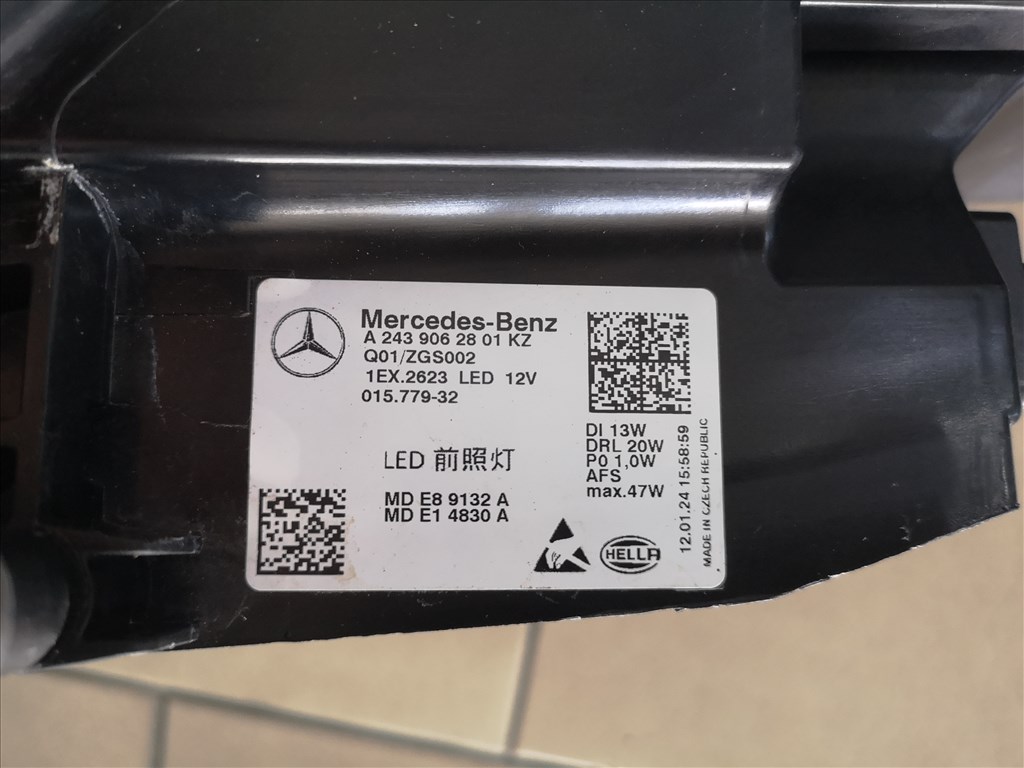 Mercedes-Benz
A 243 906 28 01 KZ
Q01/ZGS002
1EX.2623 LED 12V
015.779-32
LED 前照灯
MD E8 9132 A
MD E1 4830 A
DI 13W
DRL 20W
P0 1,0W
AFS
max.47W
HELLA
12.01.24 15:58:59
MADE IN CZECH REPUBLIC